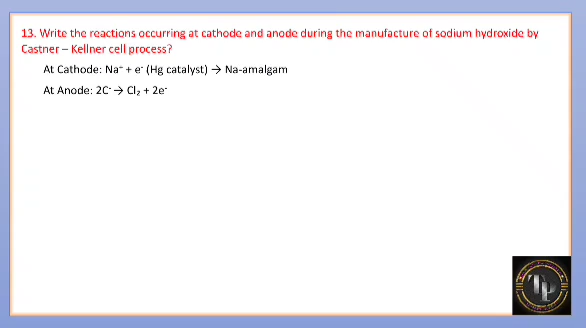 13. Write the reactions occurring at cathode and anode during the manufacture of sodium hydroxide by
Castner – Kellner cell process?
At Cathode: Na⁺ + e⁻ (Hg catalyst) → Na-amalgam
At Anode: 2C⁻ → Cl₂ + 2e⁻